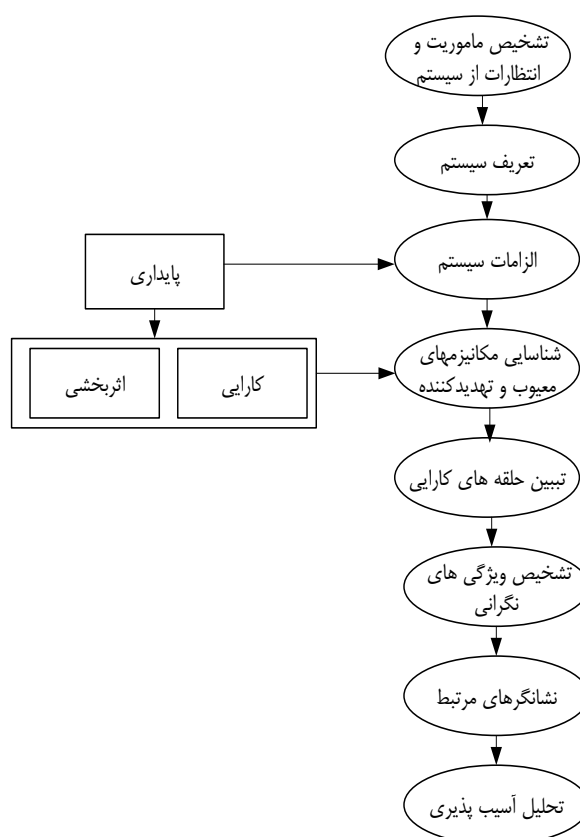 تشخیص ماموریت و
انتظارات از سیستم
تعریف سیستم
الزامات سیستم
پایداری
شناسایی مکانیزمهای
معیوب و تهدیدکننده
کارایی
اثربخشی
تببین حلقه های کارایی
تشخیص ویژگی های
نگرانی
نشانگرهای مرتبط
تحلیل آسیب پذیری